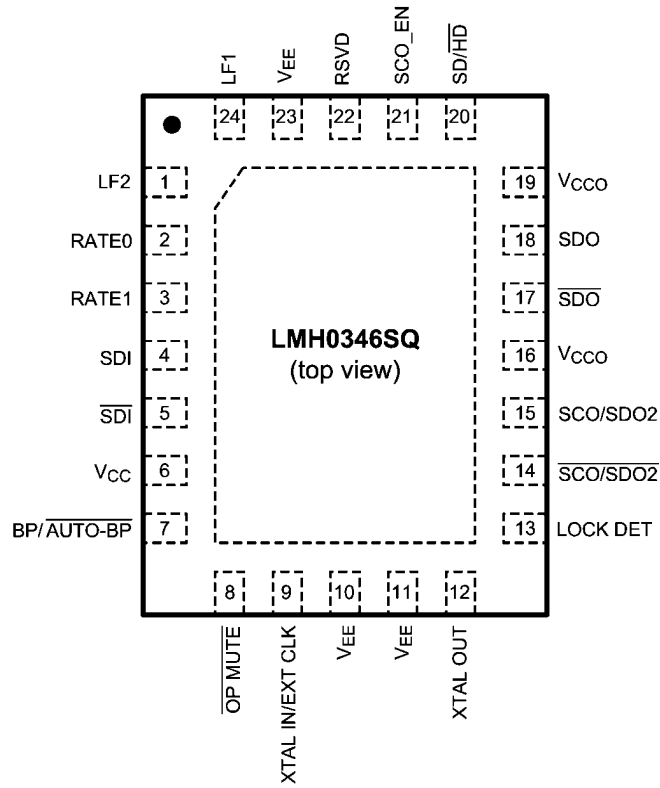 LF1
VEE
RSVD
SCO_EN
SD/HD
24
23
22
21
20
LF2 1
RATE0 2
RATE1 3
SDI 4
SDI 5
VCC 6
BP/AUTO-BP 7
LMH0346SQ
(top view)
19 VCCO
18 SDO
17 SDO
16 VCCO
15 SCO/SDO2
14 SCO/SDO2
13 LOCK DET
8
9
10
11
12
OP MUTE
XTAL IN/EXT CLK
VEE
VEE
XTAL OUT